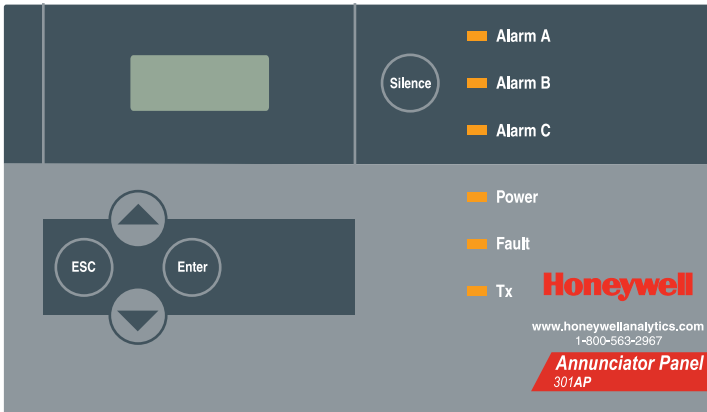 Alarm A
Silence
Alarm B
Alarm C
Power
ESC
Enter
Fault
Tx
Honeywell
www.honeywellanalytics.com
1-800-563-2967
Annunciator Panel
301AP